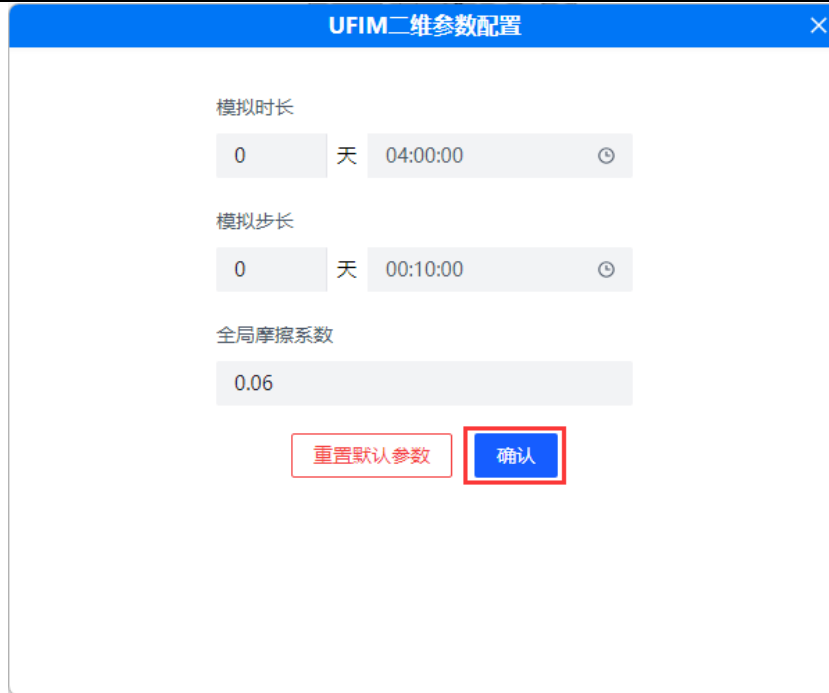 UFIM二维参数配置
模拟时长
0 天 04:00:00
模拟步长
0 天 00:10:00
全局摩擦系数
0.06
重置默认参数 确认